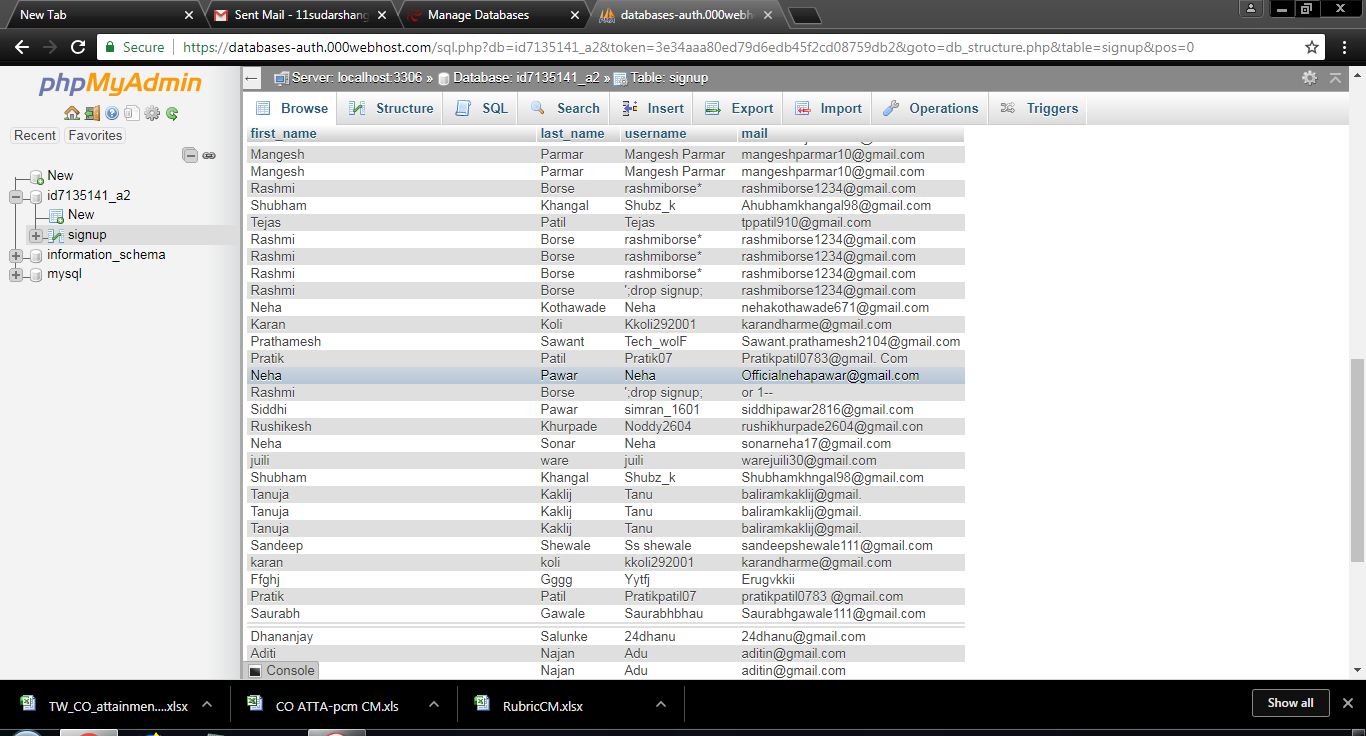 New Tab
Sent Mail - 11sudarshang
Manage Databases
databases-auth.000webh
Secure
https://databases-auth.000webhost.com/sql.php?db=id7135141_a2&token=3e34aaa80ed79d6edb45f2cd08759db2&goto=db_structure.php&table=signup&pos=0
phpMyAdmin
Recent Favorites
New
id7135141_a2
New
signup
information_schema
mysql
Server: localhost:3306 » Database: id7135141_a2 » Table: signup
Browse Structure SQL Search Insert Export Import Operations Triggers
first_name last_name username mail
Mangesh Parmar Mangesh Parmar mangeshparmar10@gmail.com
Mangesh Parmar Mangesh Parmar mangeshparmar10@gmail.com
Rashmi Borse rashmiborse* rashmiborse1234@gmail.com
Shubham Khangal Shubz_k Ahubhamkhangal98@gmail.com
Tejas Patil Tejas tppatil910@gmail.com
Rashmi Borse rashmiborse* rashmiborse1234@gmail.com
Rashmi Borse rashmiborse* rashmiborse1234@gmail.com
Rashmi Borse rashmiborse* rashmiborse1234@gmail.com
Rashmi Borse ';drop signup; rashmiborse1234@gmail.com
Neha Kothawade Neha nehakothawade671@gmail.com
Karan Koli Kkoli292001 karandharme@gmail.com
Prathamesh Sawant Tech_wolF Sawant.prathamesh2104@gmail.com
Pratik Patil Pratik07 Pratikpatil0783@gmail. Com
Neha Pawar Neha Officialnehapawar@gmail.com
Rashmi Borse ';drop signup; or 1--
Siddhi Pawar simran_1601 siddhipawar2816@gmail.com
Rushikesh Khurpade Noddy2604 rushikhurpade2604@gmail.con
Neha Sonar Neha sonarneha17@gmail.com
juili ware juili warejuili30@gmail.com
Shubham Khangal Shubz_k Shubhamkhngal98@gmail.com
Tanuja Kaklij Tanu baliramkaklij@gmail.
Tanuja Kaklij Tanu baliramkaklij@gmail.
Tanuja Kaklij Tanu baliramkaklij@gmail.
Sandeep Shewale Ss shewale sandeepshewale111@gmail.com
karan koli kkoli292001 karandharme@gmail.com
Ffghj Gggg Yytfj Erugvkkii
Pratik Patil Pratikpatil07 pratikpatil0783 @gmail.com
Saurabh Gawale Saurabhbhau Saurabhgawale111@gmail.com
Dhananjay Salunke 24dhanu 24dhanu@gmail.com
Aditi Najan Adu aditin@gmail.com
Console Najan Adu aditin@gmail.com
TW_CO_attainmen....xlsx
CO ATTA-pcm CM.xls
RubricCM.xlsx
Show all